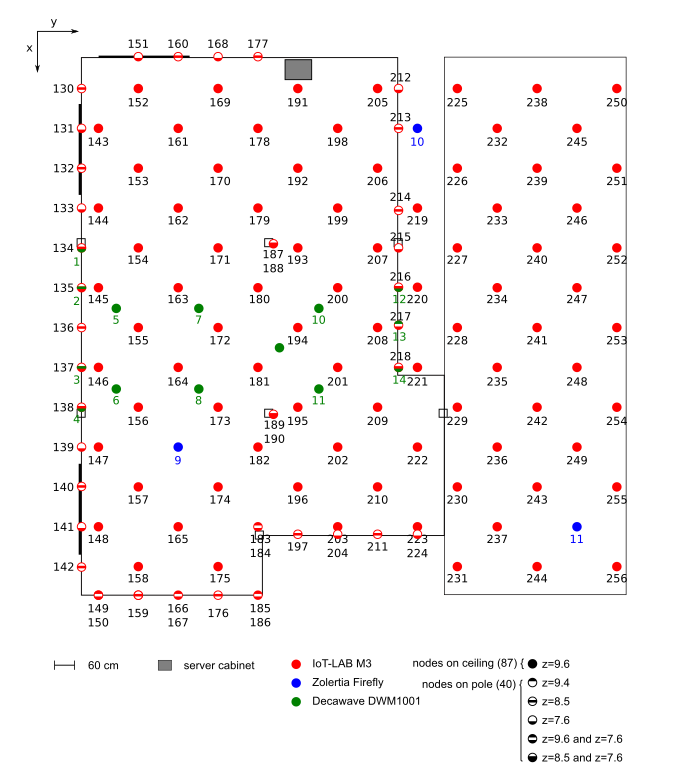 y
x
151 160 168 177
130 212
152 169 191 205 225 238 250
131 213
143 161 178 198 10 232 245
132
153 170 192 206 226 239 251
133 214
144 162 179 199 219 233 246
134 215
1 154 171 187 193 207 227 240 252
188
135 216
2 145 163 180 200 12 220 234 247
5 7 10 217
136 13
155 172 194 208 228 241 253
137 218
3 146 164 181 201 14 221 235 248
6 8 11
138
4 156 173 189 195 209 229 242 254
190
139
147 9 182 202 222 236 249
140
157 174 196 210 230 243 255
141
148 165 183 197 203 211 223 237 11
184 204 224
142
158 175 231 244 256
149 159 166 176 185
150 167 186
60 cm server cabinet IoT-LAB M3 nodes on ceiling (87) { z=9.6
Zolertia Firefly nodes on pole (40) z=9.4
Decawave DWM1001 z=8.5
z=7.6
z=9.6 and z=7.6
z=8.5 and z=7.6